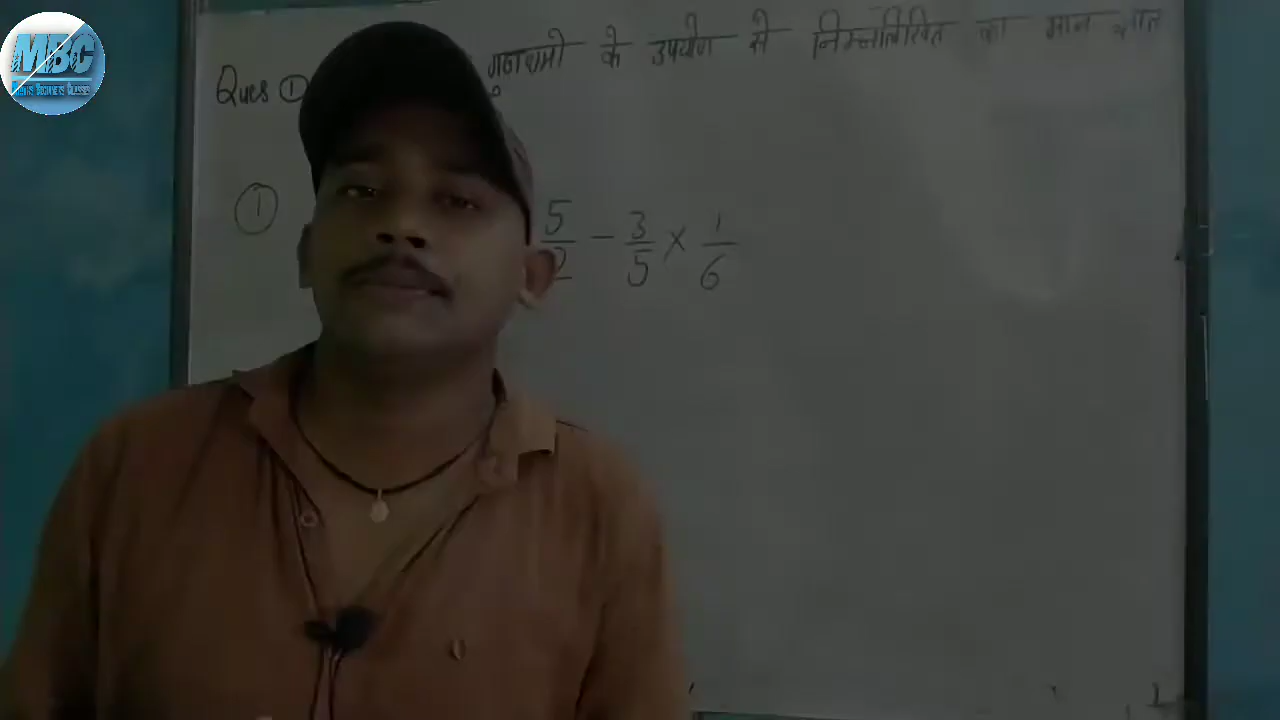 MBC
Ques ① गुणधर्मो के उपयोग से निम्नलिखित का मान ज्ञात
① 5/2 - 3/5 × 1/6